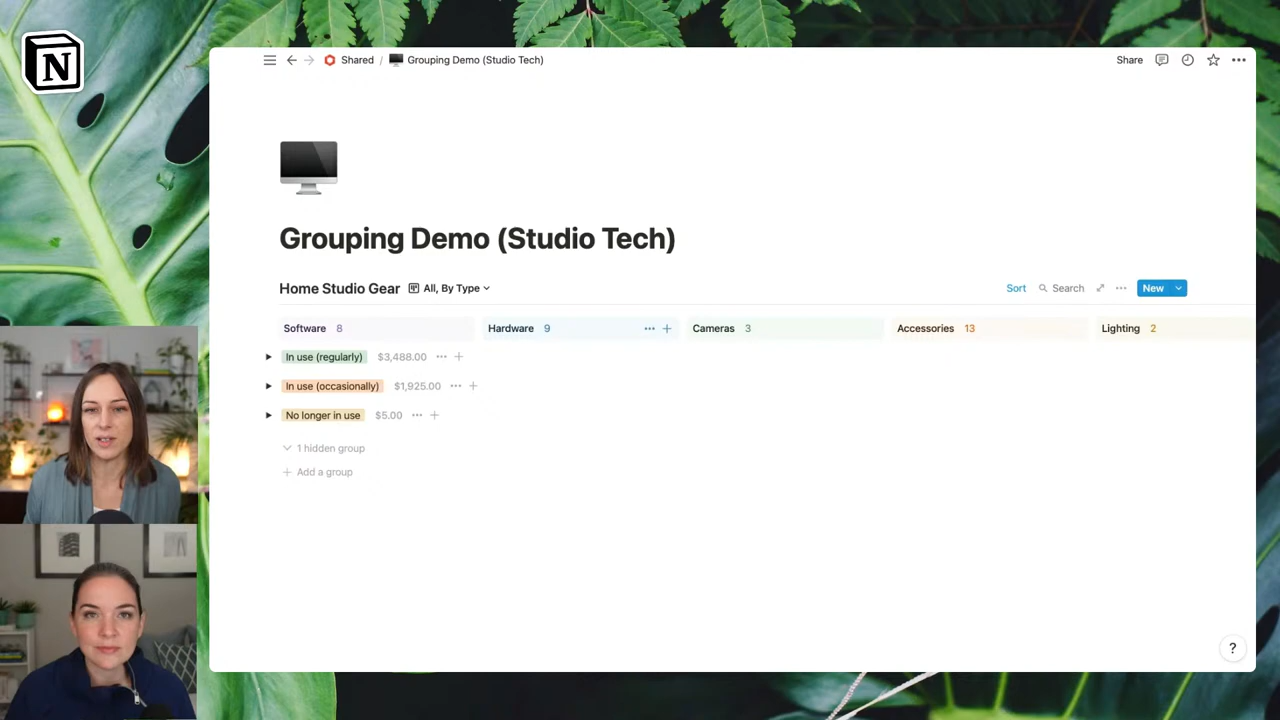 N
Shared / Grouping Demo (Studio Tech)
Share
Grouping Demo (Studio Tech)
Home Studio Gear All, By Type
Sort Search New
Software 8 Hardware 9 Cameras 3 Accessories 13 Lighting 2
In use (regularly) $3,488.00
In use (occasionally) $1,925.00
No longer in use $5.00
1 hidden group
Add a group
?